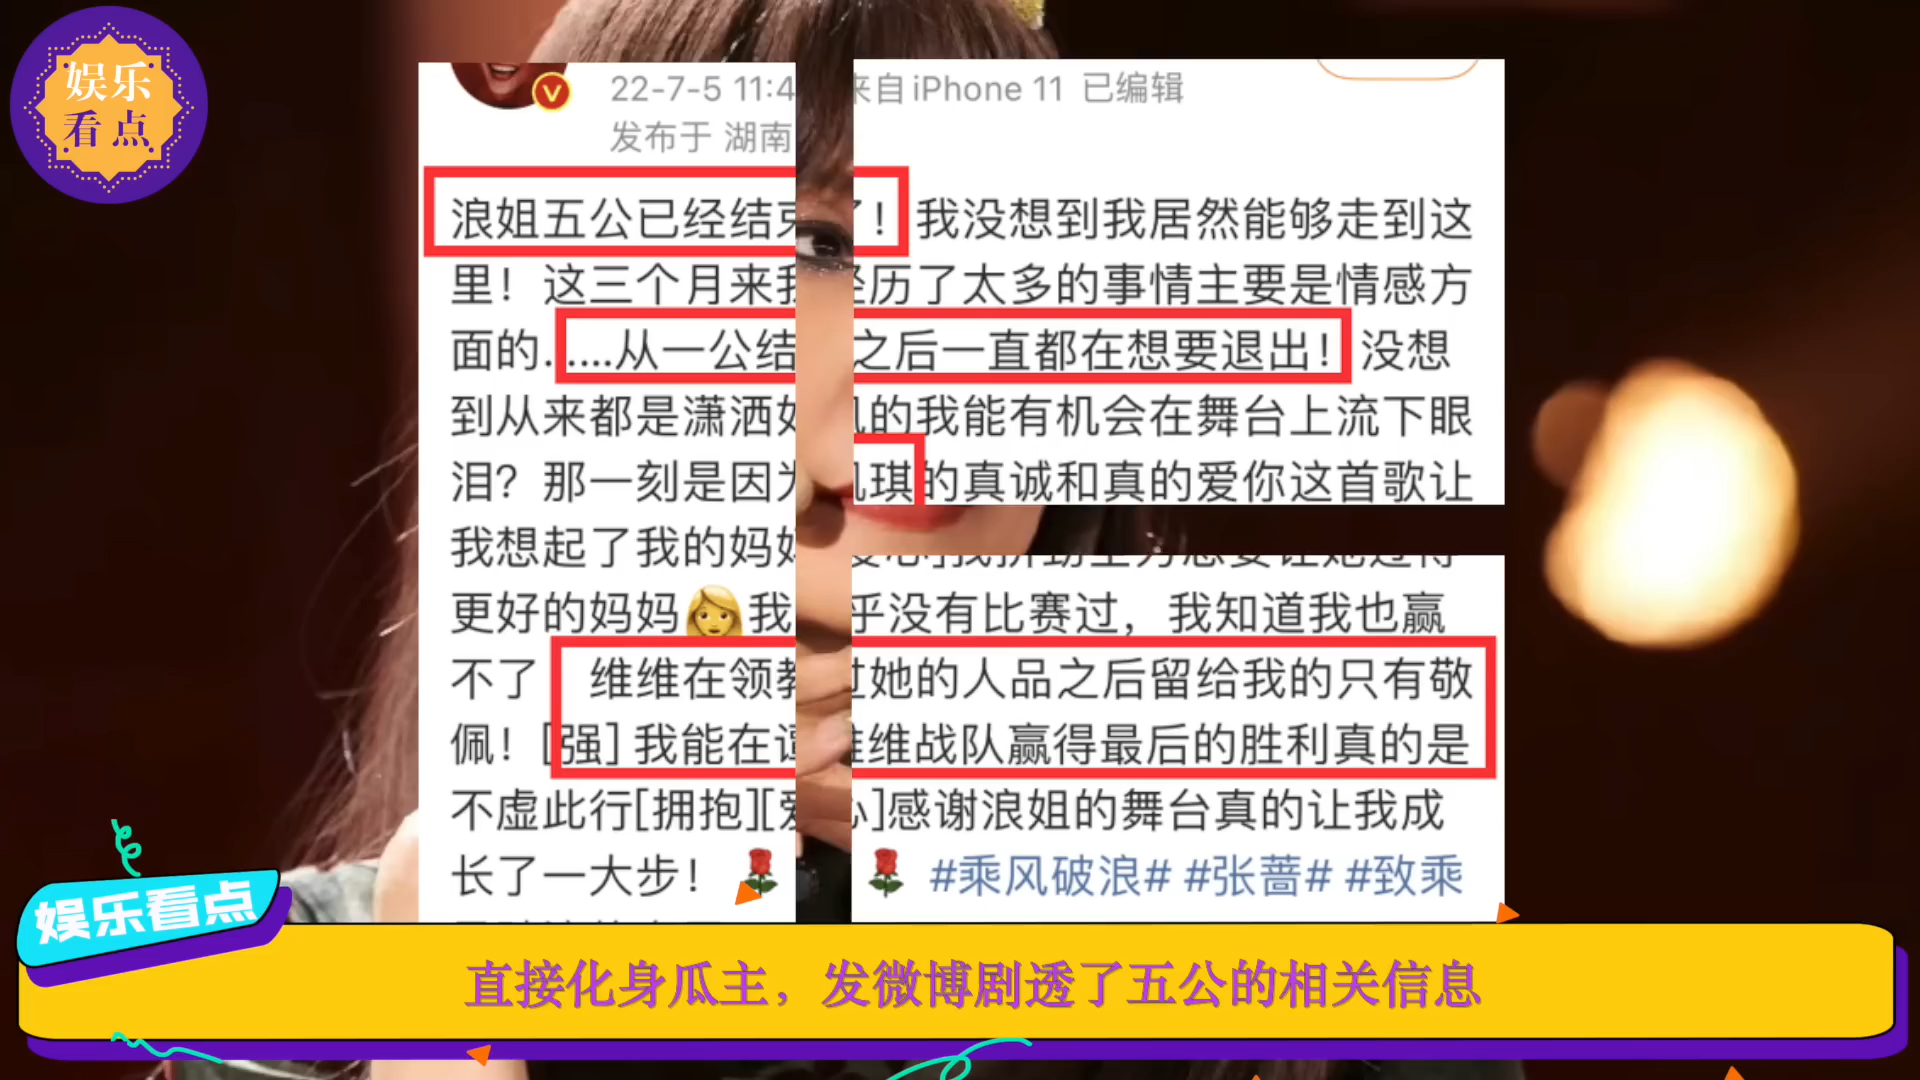 娱乐
看点
22-7-5 11:4 来自 iPhone 11 已编辑
发布于 湖南
浪姐五公已经结束了！我没想到我居然能够走到这
里！这三个月来我经历了太多的事情主要是情感方
面的......从一公结 之后一直都在想要退出！没想
到从来都是潇洒 的我能有机会在舞台上流下眼
泪？那一刻是因为 琪的真诚和真的爱你这首歌让
我想起了我的妈妈
更好的妈妈👩我 乎没有比赛过，我知道我也赢
不了 维维在领教过她的人品之后留给我的只有敬
佩！[强] 我能在谭维维战队赢得最后的胜利真的是
不虚此行[拥抱][爱心]感谢浪姐的舞台真的让我成
长了一大步！🌹🌹 #乘风破浪# #张蔷# #致乘
娱乐看点
直接化身瓜主，发微博剧透了五公的相关信息